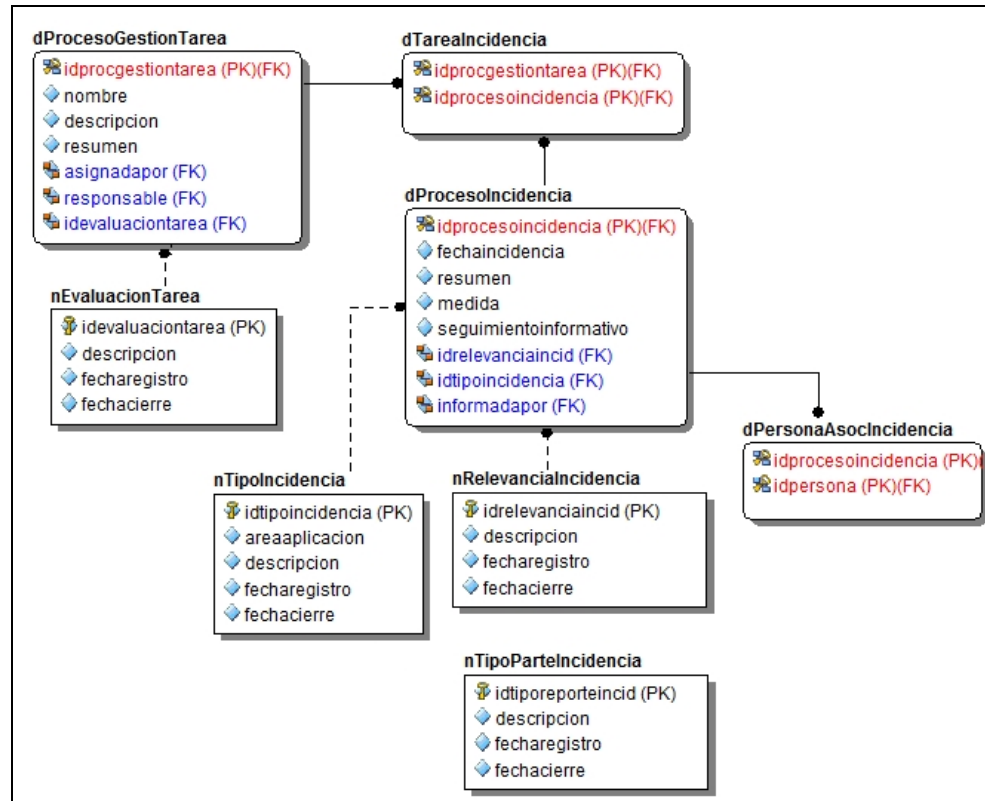 dProcesoGestionTarea
idprocgestiontarea (PK)(FK)
nombre
descripcion
resumen
asignadapor (FK)
responsable (FK)
idevaluaciontarea (FK)
dTareaIncidencia
idprocgestiontarea (PK)(FK)
idprocesoincidencia (PK)(FK)
dProcesoIncidencia
idprocesoincidencia (PK)(FK)
fechaincidencia
resumen
medida
seguimientoinformativo
idrelevanciaincid (FK)
idtipoincidencia (FK)
informadapor (FK)
nEvaluacionTarea
idevaluaciontarea (PK)
descripcion
fecharegistro
fechacierre
dPersonaAsocIncidencia
idprocesoincidencia (PK)(
idpersona (PK)(FK)
nTipoIncidencia
idtipoincidencia (PK)
areaaplicacion
descripcion
fecharegistro
fechacierre
nRelevanciaIncidencia
idrelevanciaincid (PK)
descripcion
fecharegistro
fechacierre
nTipoParteIncidencia
idtiporeporteincid (PK)
descripcion
fecharegistro
fechacierre